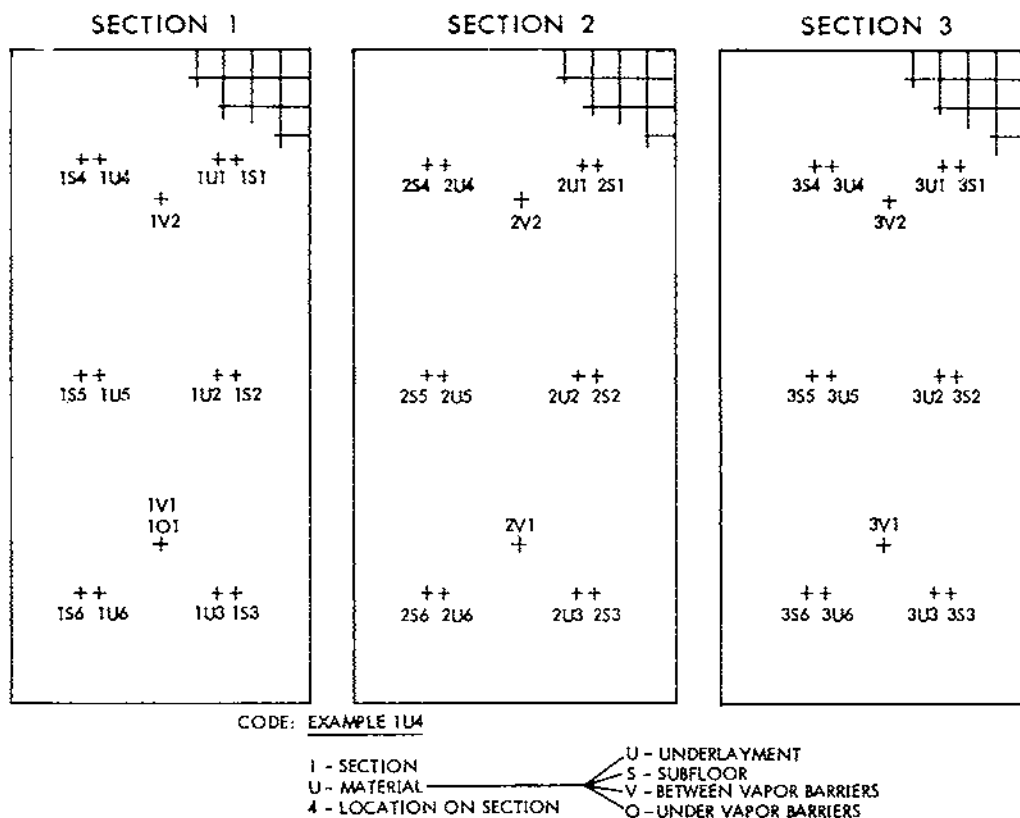 SECTION 1 SECTION 2 SECTION 3
1S4 1U4 1U1 1S1 2S4 2U4 2U1 2S1 3S4 3U4 3U1 3S1
1V2 2V2 3V2
1S5 1U5 1U2 1S2 2S5 2U5 2U2 2S2 3S5 3U5 3U2 3S2
1V1 2V1 3V1
1O1
1S6 1U6 1U3 1S3 2S6 2U6 2U3 2S3 3S6 3U6 3U3 3S3
CODE: EXAMPLE 1U4
1 - SECTION
U - MATERIAL
4 - LOCATION ON SECTION
U - UNDERLAYMENT
S - SUBFLOOR
V - BETWEEN VAPOR BARRIERS
O - UNDER VAPOR BARRIERS